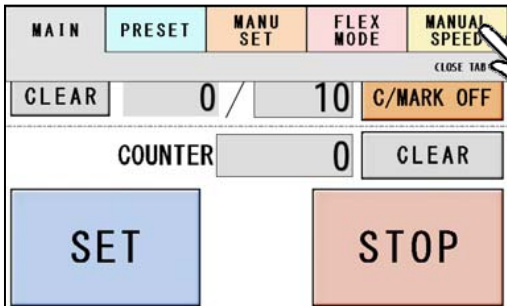 MAIN PRESET MANU SET FLEX MODE MANUAL SPEED
CLOSE TAB
CLEAR 0 / 10 C/MARK OFF
COUNTER 0 CLEAR
SET STOP